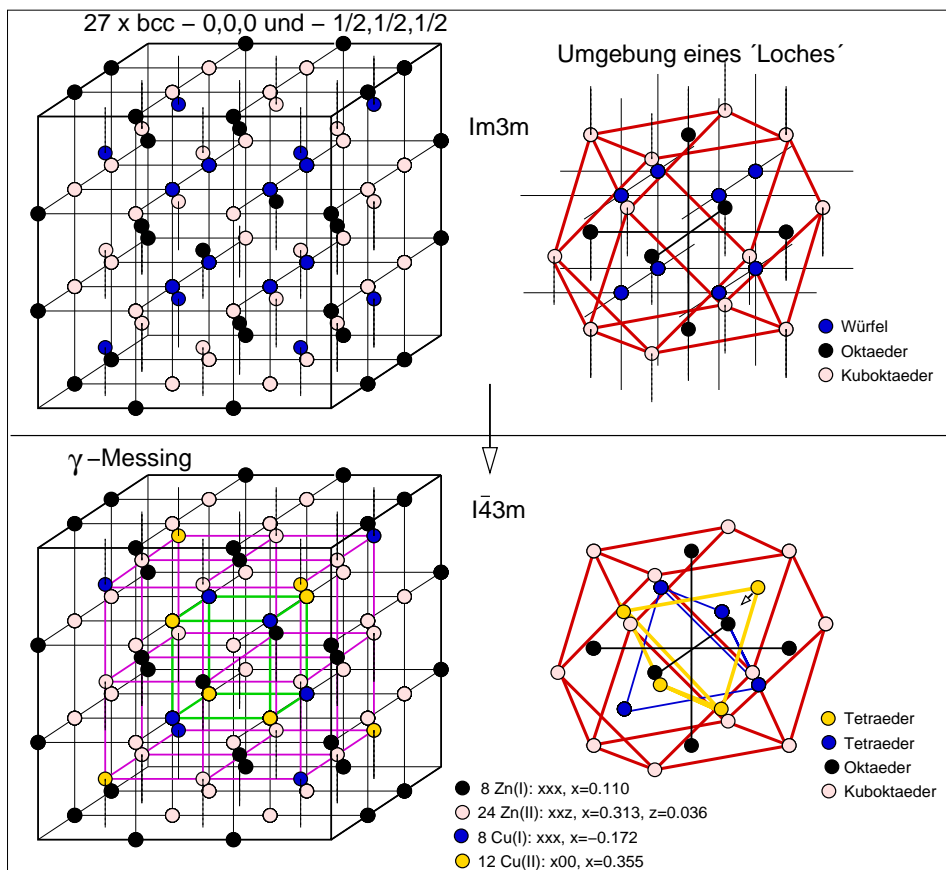 27 x bcc − 0,0,0 und − 1/2,1/2,1/2
Umgebung eines ´Loches´
Im3m
Würfel
Oktaeder
Kuboktaeder
γ −Messing
I4̄3m
Tetraeder
Tetraeder
Oktaeder
Kuboktaeder
8 Zn(I): xxx, x=0.110
24 Zn(II): xxz, x=0.313, z=0.036
8 Cu(I): xxx, x=−0.172
12 Cu(II): x00, x=0.355